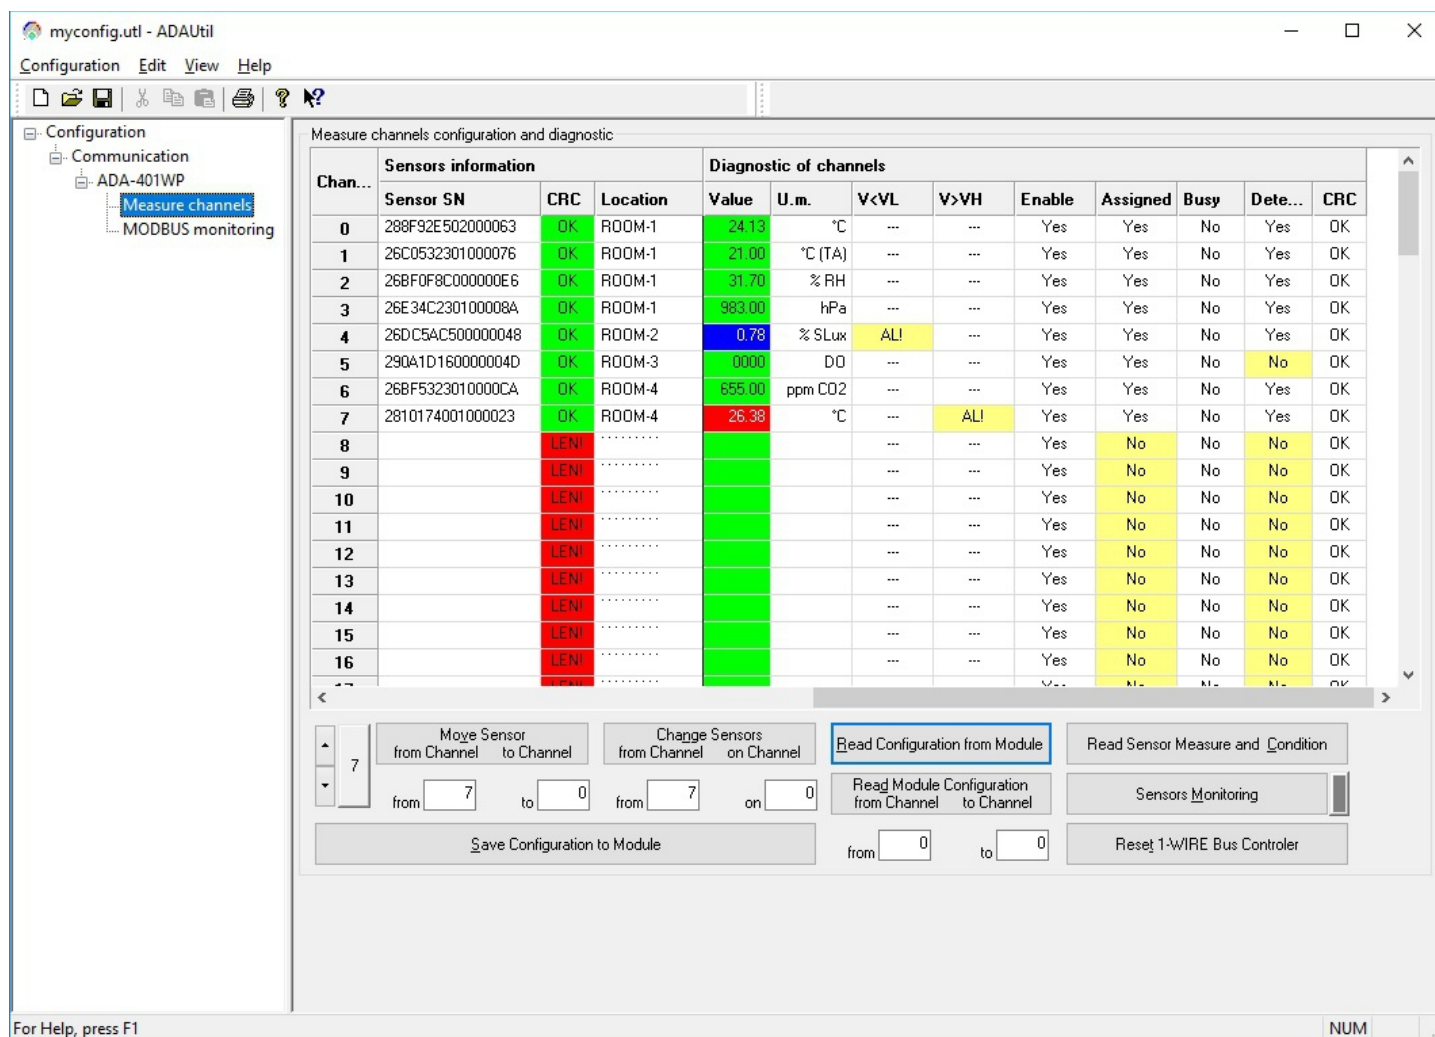 myconfig.utl - ADAUtil
Configuration Edit View Help
Configuration
Communication
ADA-401WP
Measure channels
MODBUS monitoring
Measure channels configuration and diagnostic
Chan... Sensors information Diagnostic of channels
Sensor SN CRC Location Value U.m. V<VL V>VH Enable Assigned Busy Dete... CRC
0 288F92E502000063 OK ROOM-1 24.13 °C --- --- Yes Yes No Yes OK
1 26C0532301000076 OK ROOM-1 21.00 °C (TA) --- --- Yes Yes No Yes OK
2 26BF0F8C000000E6 OK ROOM-1 31.70 % RH --- --- Yes Yes No Yes OK
3 26E34C230100008A OK ROOM-1 983.00 hPa --- --- Yes Yes No Yes OK
4 26DC5AC500000048 OK ROOM-2 0.78 % SLux AL! --- Yes Yes No Yes OK
5 290A1D160000004D OK ROOM-3 0000 DO --- --- Yes Yes No No OK
6 26BF5323010000CA OK ROOM-4 655.00 ppm CO2 --- --- Yes Yes No Yes OK
7 2810174001000023 OK ROOM-4 26.38 °C --- AL! Yes Yes No Yes OK
8 LEN! ......... --- --- Yes No No No OK
9 LEN! ......... --- --- Yes No No No OK
10 LEN! ......... --- --- Yes No No No OK
11 LEN! ......... --- --- Yes No No No OK
12 LEN! ......... --- --- Yes No No No OK
13 LEN! ......... --- --- Yes No No No OK
14 LEN! ......... --- --- Yes No No No OK
15 LEN! ......... --- --- Yes No No No OK
16 LEN! ......... --- --- Yes No No No OK
7
Move Sensor
from Channel to Channel
from 7 to 0
Change Sensors
from Channel on Channel
from 7 on 0
Save Configuration to Module
Read Configuration from Module
Read Module Configuration
from Channel to Channel
from 0 to 0
Read Sensor Measure and Condition
Sensors Monitoring
Reset 1-WIRE Bus Controler
For Help, press F1
NUM